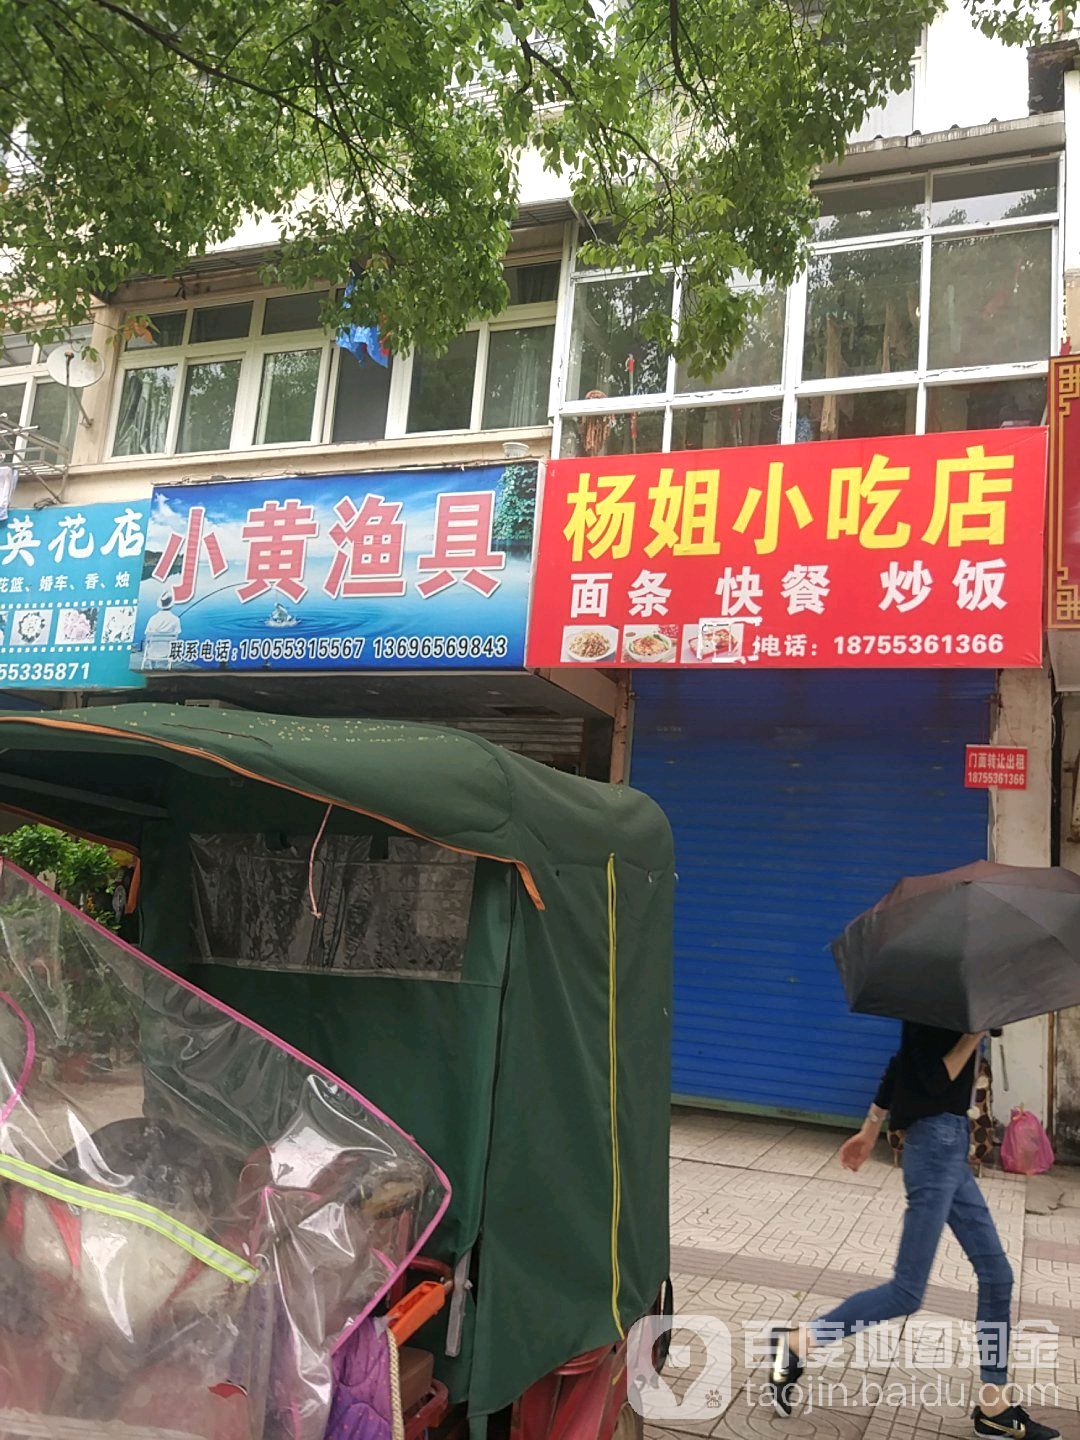 英花店
花篮、婚车、香、烛
55335871
小黄渔具
联系电话:15055315567 13696569843
杨姐小吃店
面条 快餐 炒饭
电话：18755361366
门面转让出租
18755361366
百度地图淘金
taojin.baidu.com